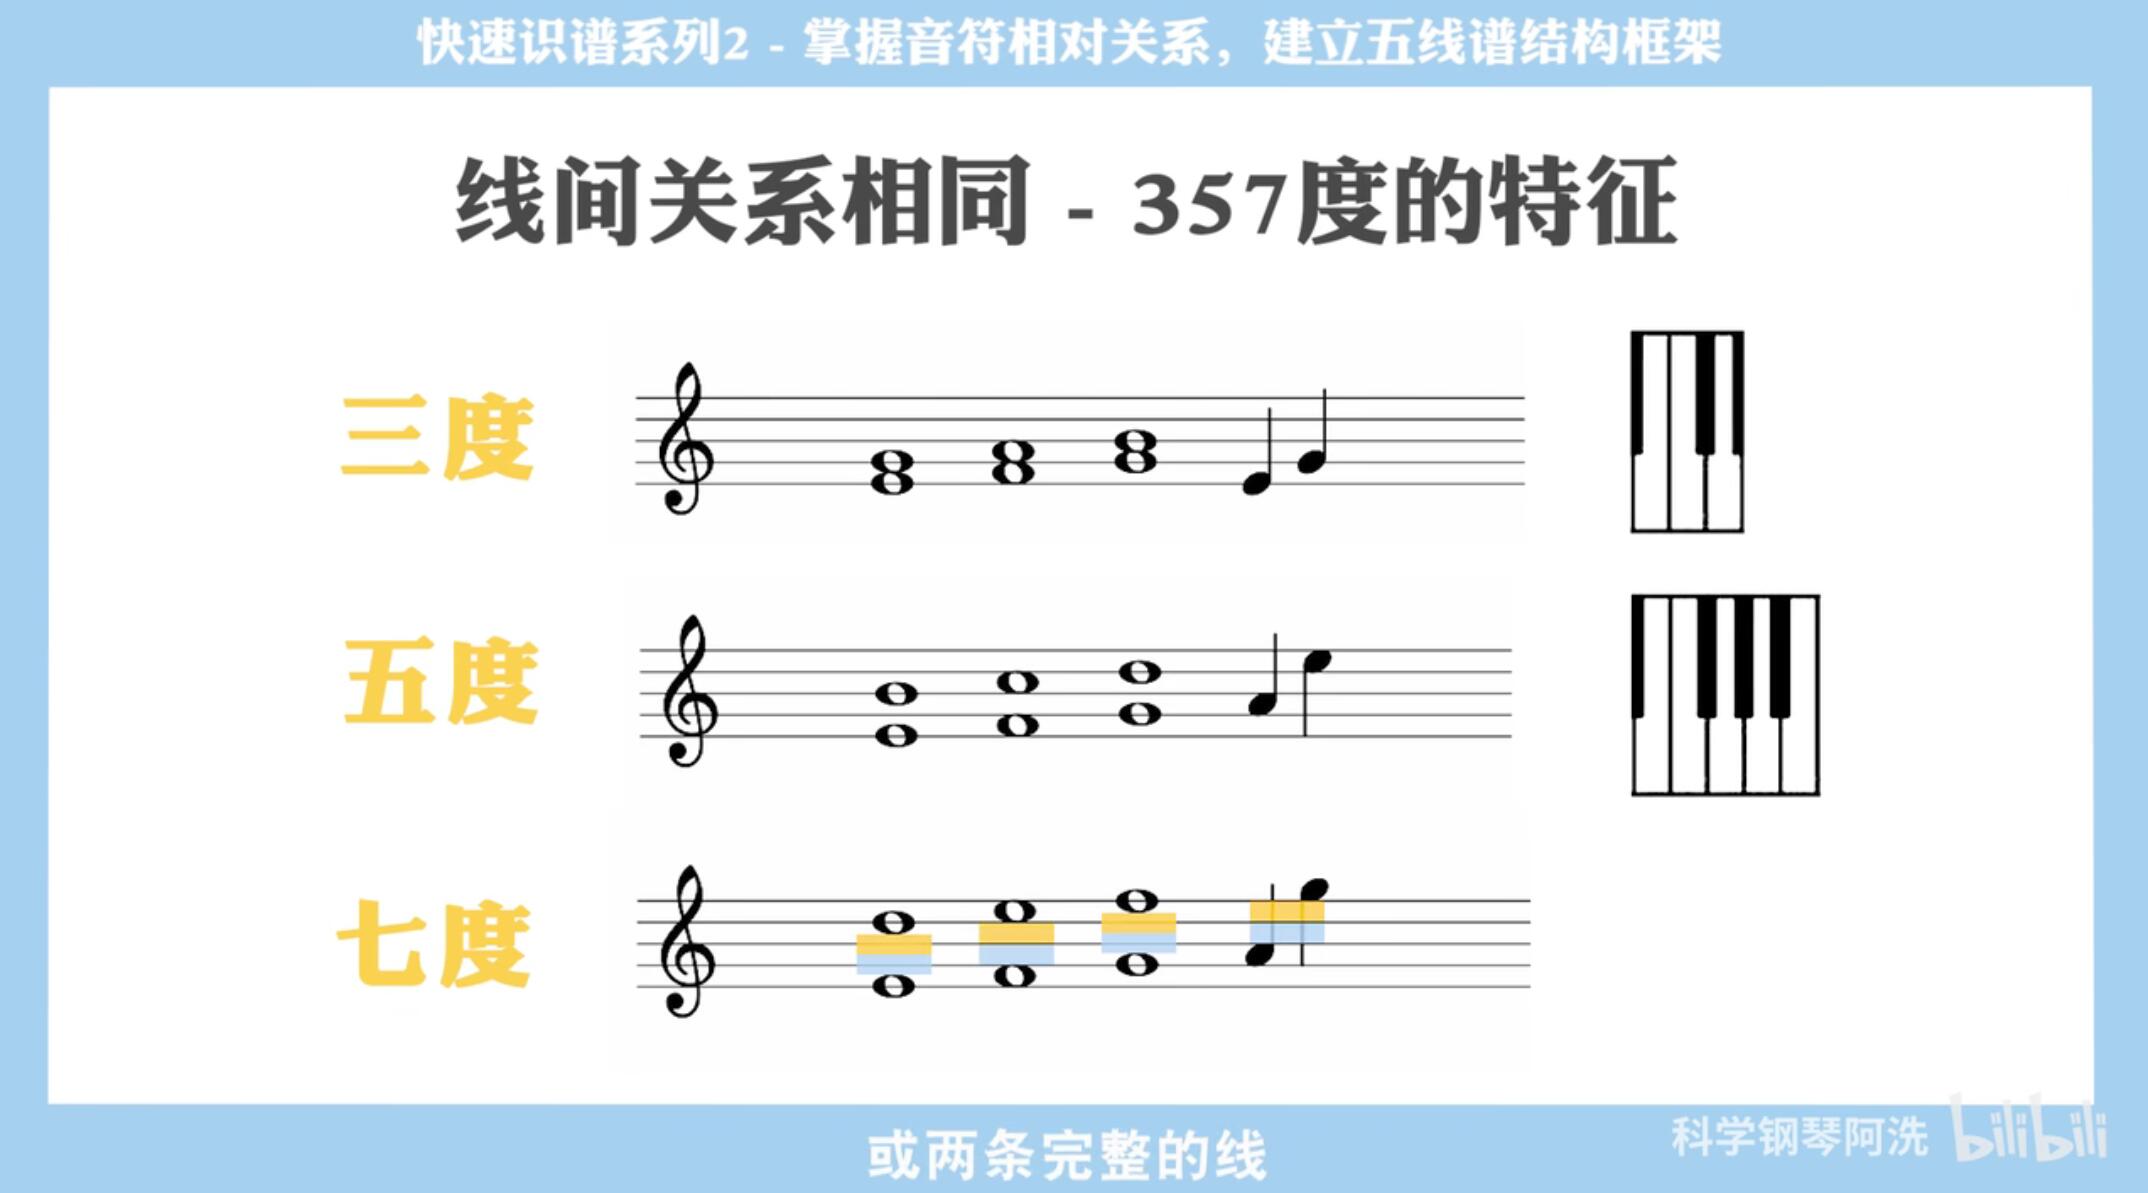 快速识谱系列2 - 掌握音符相对关系，建立五线谱结构框架
线间关系相同 - 357度的特征
三度
五度
七度
或两条完整的线
科学钢琴阿洗 bilibili